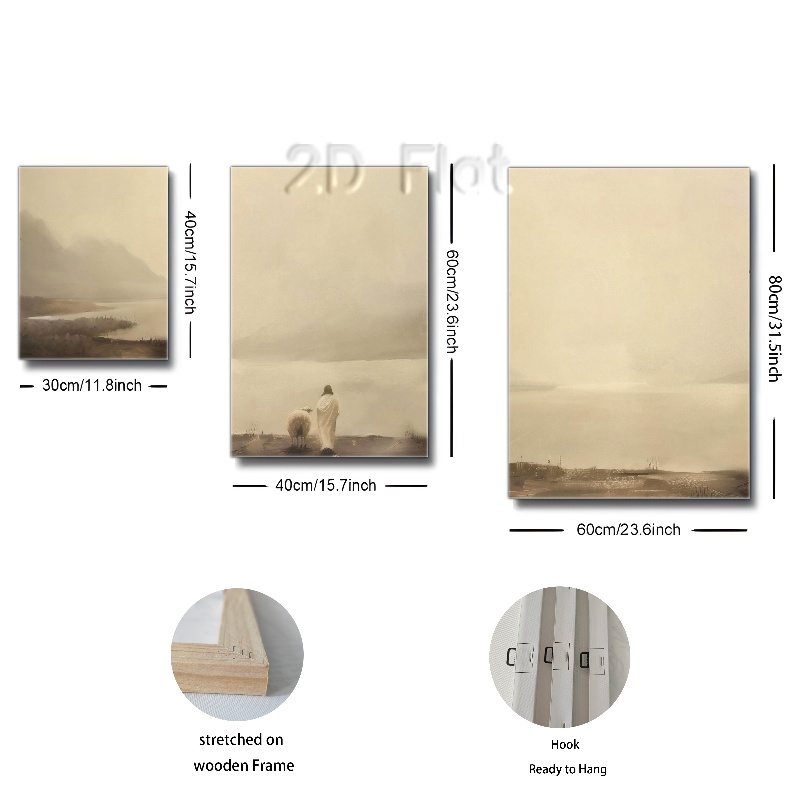 2D Flat.
40cm/15.7inch
60cm/23.6inch
80cm/31.5inch
30cm/11.8inch
40cm/15.7inch
60cm/23.6inch
stretched on
wooden Frame
Hook
Ready to Hang